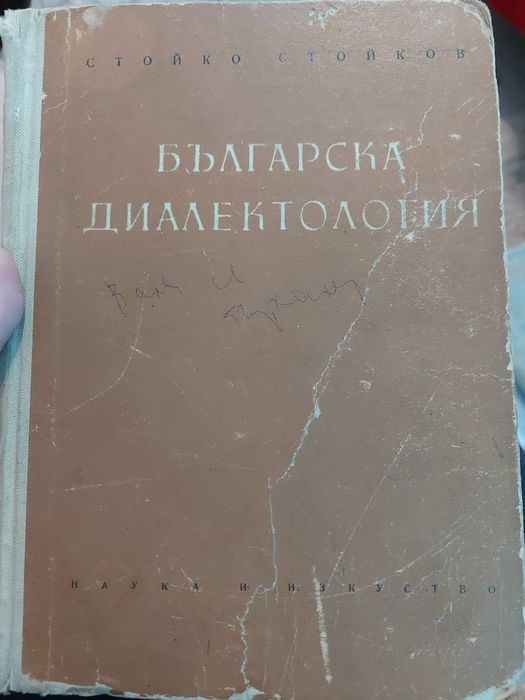 СТОЙКО СТОЙКОВ
БЪЛГАРСКА
ДИАЛЕКТОЛОГИЯ
НАУКА И ИЗКУСТВО